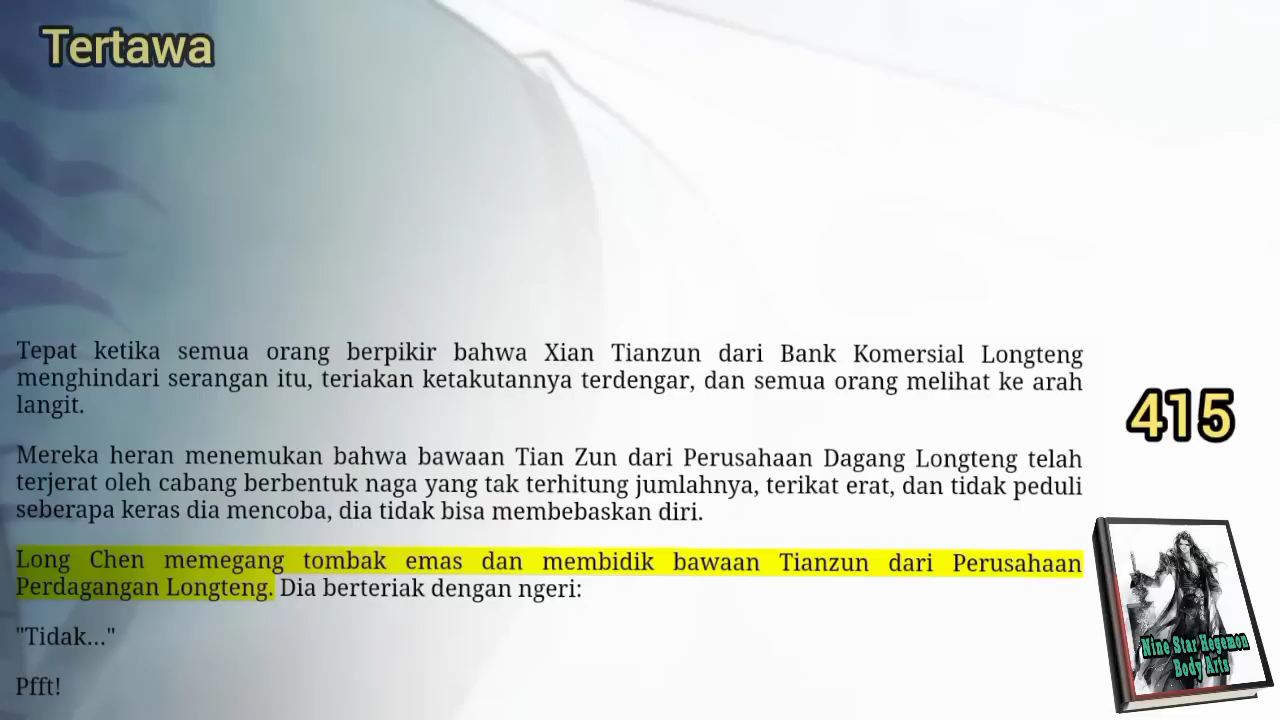 Tertawa
Tepat ketika semua orang berpikir bahwa Xian Tianzun dari Bank Komersial Longteng
menghindari serangan itu, teriakan ketakutannya terdengar, dan semua orang melihat ke arah
langit.
Mereka heran menemukan bahwa bawaan Tian Zun dari Perusahaan Dagang Longteng telah
terjerat oleh cabang berbentuk naga yang tak terhitung jumlahnya, terikat erat, dan tidak peduli
seberapa keras dia mencoba, dia tidak bisa membebaskan diri.
Long Chen memegang tombak emas dan membidik bawaan Tianzun dari Perusahaan
Perdagangan Longteng. Dia berteriak dengan ngeri:
"Tidak..."
Pfft!
415
Nine Star Hegemon
Body Arts